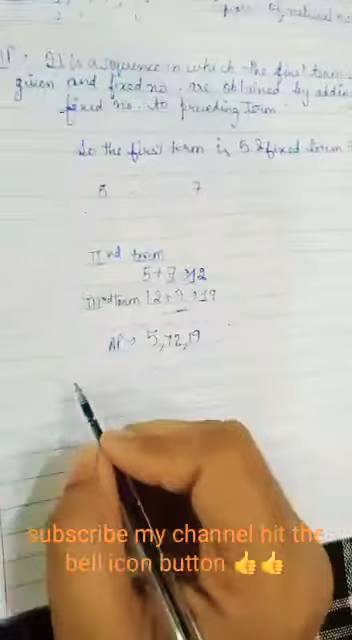 part of natural no
AP. It is a sequence in which the first term
given and fixed no. are obtained by adding
fixed no. to preceding Term.
So the first term is 5 & fixed term
5 7
IInd term
5+7 = 12
IIIrd term 12+7 = 19
AP = 5,12,19
subscribe my channel hit the
bell icon button 👍👍